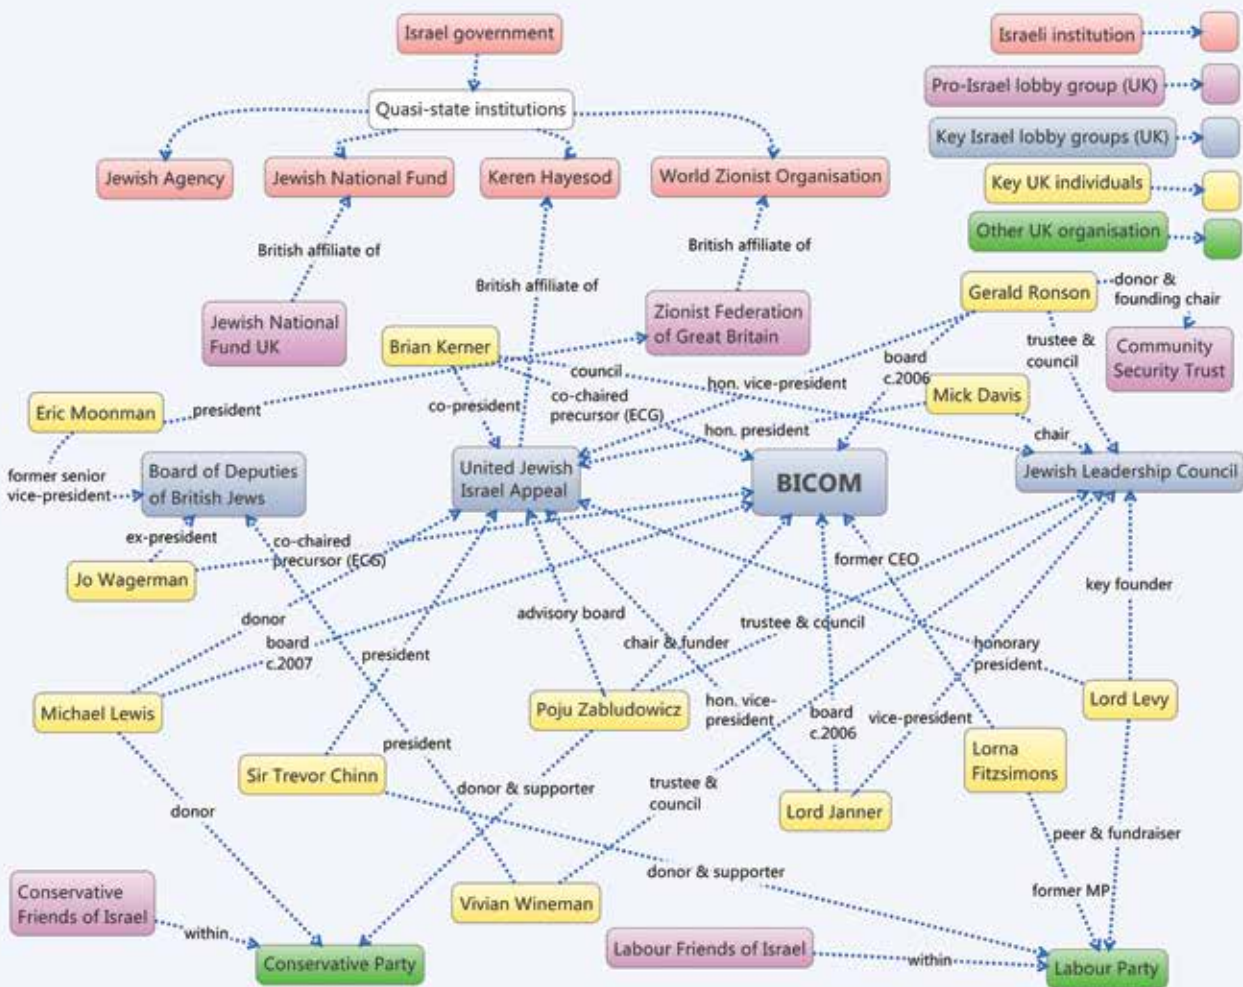 Israel government
Israeli institution
Quasi-state institutions
Pro-Israel lobby group (UK)
Key Israel lobby groups (UK)
Jewish Agency
Jewish National Fund
Keren Hayesod
World Zionist Organisation
Key UK individuals
Other UK organisation
British affiliate of
British affiliate of
British affiliate of
Gerald Ronson
donor &
founding chair
Jewish National
Fund UK
Brian Kerner
Zionist Federation
of Great Britain
Community
Security Trust
trustee &
council
board
c.2006
council
hon. vice-president
co-chaired
precursor (ECG)
Mick Davis
Eric Moonman
president
co-president
hon. president
chair
former senior
vice-president
Board of Deputies
of British Jews
United Jewish
Israel Appeal
BICOM
Jewish Leadership Council
ex-president
co-chaired
precursor (ECG)
former CEO
Jo Wagerman
key founder
donor
advisory board
trustee & council
board
c.2007
president
chair & funder
honorary
president
Michael Lewis
Poju Zabludowicz
hon. vice-
president
board
c.2006
vice-president
Lord Levy
president
Sir Trevor Chinn
donor & supporter
trustee &
council
Lord Janner
Lorna
Fitzsimons
donor
peer & fundraiser
donor & supporter
former MP
Conservative
Friends of Israel
Vivian Wineman
within
Conservative Party
Labour Friends of Israel
within
Labour Party